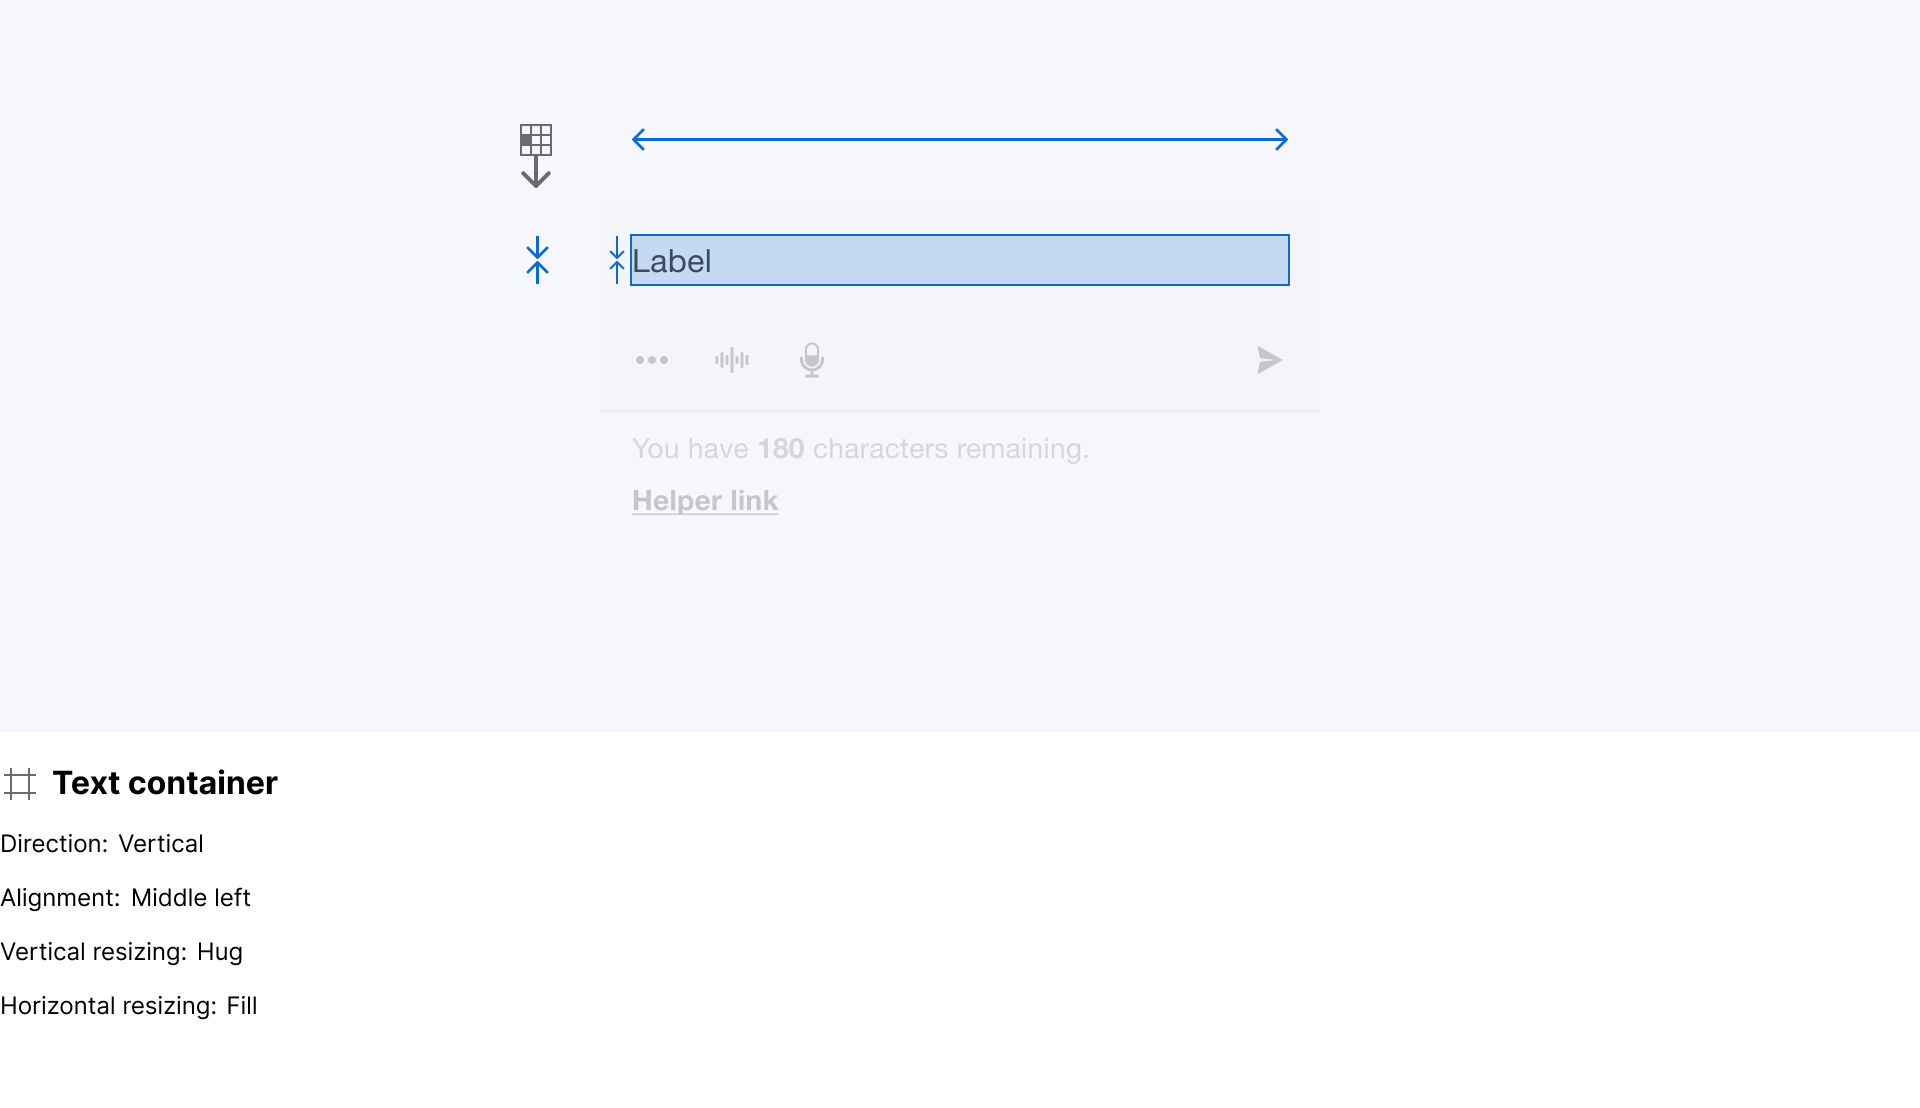 Label
You have 180 characters remaining.
Helper link
Text container
Direction: Vertical
Alignment: Middle left
Vertical resizing: Hug
Horizontal resizing: Fill